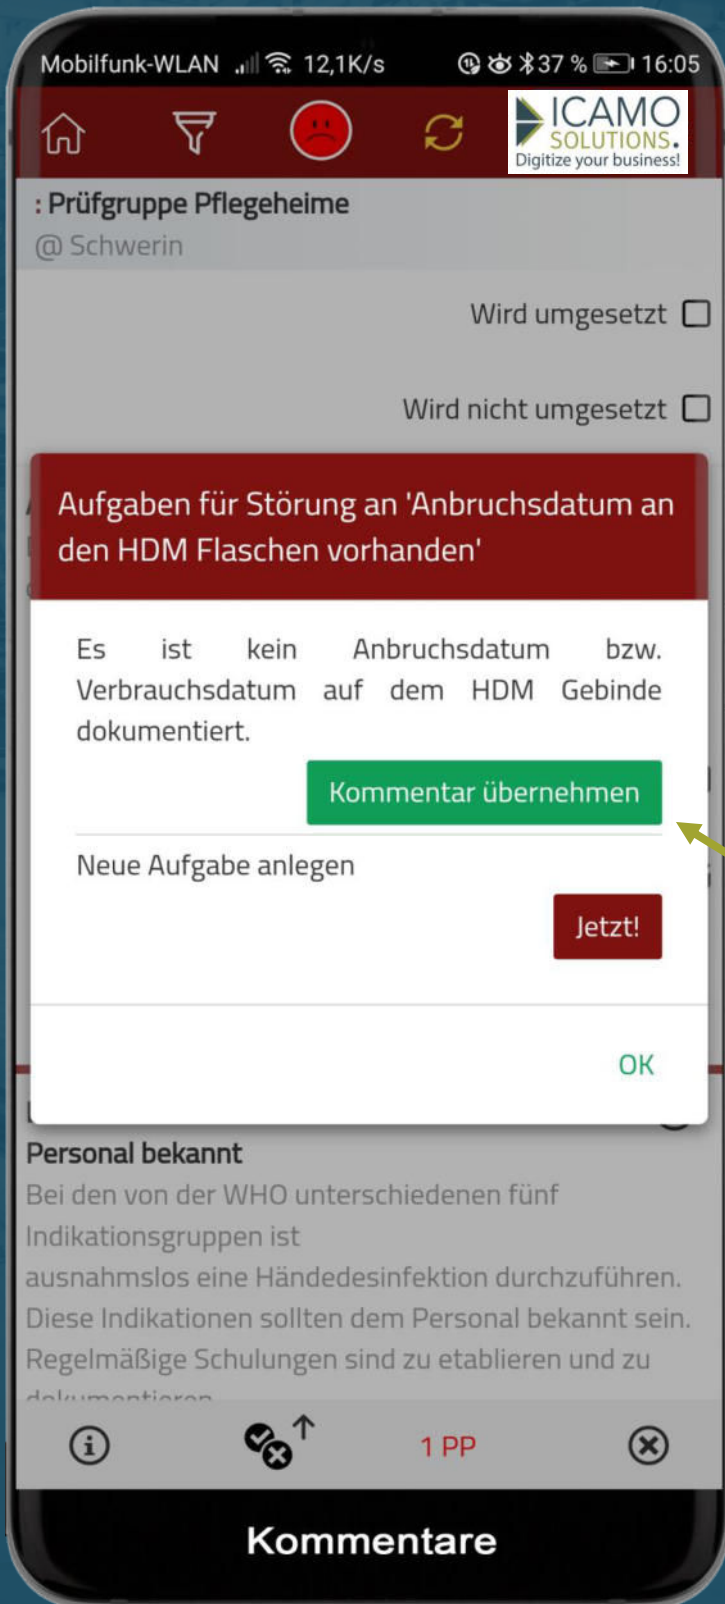 Mobilfunk-WLAN 12,1K/s 37 % 16:05
ICAMO
SOLUTIONS.
Digitize your business!
: Prüfgruppe Pflegeheime
@ Schwerin
Wird umgesetzt
Wird nicht umgesetzt
Aufgaben für Störung an 'Anbruchsdatum an
den HDM Flaschen vorhanden'
Es ist kein Anbruchsdatum bzw.
Verbrauchsdatum auf dem HDM Gebinde
dokumentiert.
Kommentar übernehmen
Neue Aufgabe anlegen
Jetzt!
OK
Personal bekannt
Bei den von der WHO unterschiedenen fünf
Indikationsgruppen ist
ausnahmslos eine Händedesinfektion durchzuführen.
Diese Indikationen sollten dem Personal bekannt sein.
Regelmäßige Schulungen sind zu etablieren und zu
dokumentieren
1 PP
Kommentare